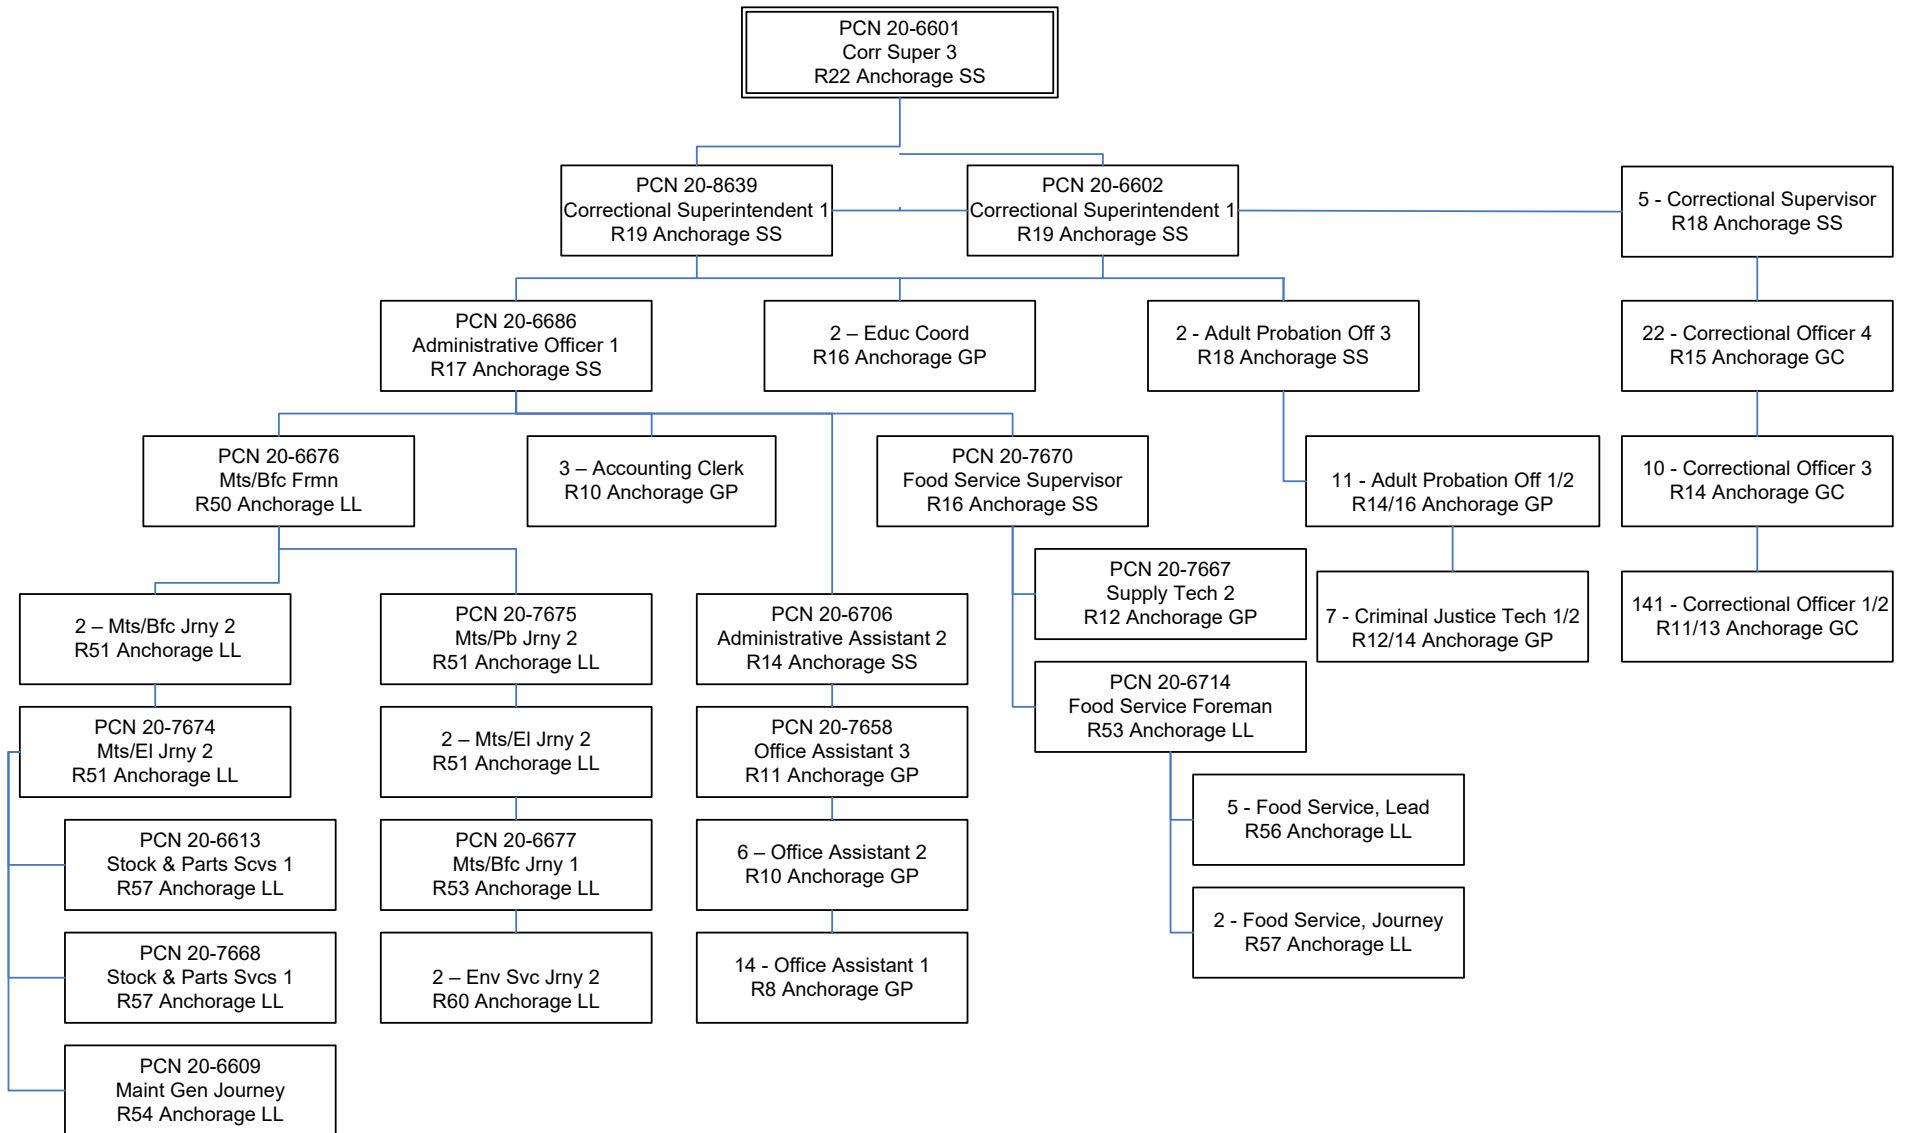 PCN 20-6601
Corr Super 3
R22 Anchorage SS
PCN 20-8639
Correctional Superintendent 1
R19 Anchorage SS
PCN 20-6602
Correctional Superintendent 1
R19 Anchorage SS
5 - Correctional Supervisor
R18 Anchorage SS
PCN 20-6686
Administrative Officer 1
R17 Anchorage SS
2 – Educ Coord
R16 Anchorage GP
2 - Adult Probation Off 3
R18 Anchorage SS
22 - Correctional Officer 4
R15 Anchorage GC
PCN 20-6676
Mts/Bfc Frmn
R50 Anchorage LL
3 – Accounting Clerk
R10 Anchorage GP
PCN 20-7670
Food Service Supervisor
R16 Anchorage SS
11 - Adult Probation Off 1/2
R14/16 Anchorage GP
10 - Correctional Officer 3
R14 Anchorage GC
PCN 20-7667
Supply Tech 2
R12 Anchorage GP
7 - Criminal Justice Tech 1/2
R12/14 Anchorage GP
141 - Correctional Officer 1/2
R11/13 Anchorage GC
2 – Mts/Bfc Jrny 2
R51 Anchorage LL
PCN 20-7675
Mts/Pb Jrny 2
R51 Anchorage LL
PCN 20-6706
Administrative Assistant 2
R14 Anchorage SS
PCN 20-6714
Food Service Foreman
R53 Anchorage LL
PCN 20-7674
Mts/El Jrny 2
R51 Anchorage LL
2 – Mts/El Jrny 2
R51 Anchorage LL
PCN 20-7658
Office Assistant 3
R11 Anchorage GP
5 - Food Service, Lead
R56 Anchorage LL
PCN 20-6613
Stock & Parts Scvs 1
R57 Anchorage LL
PCN 20-6677
Mts/Bfc Jrny 1
R53 Anchorage LL
6 – Office Assistant 2
R10 Anchorage GP
2 - Food Service, Journey
R57 Anchorage LL
PCN 20-7668
Stock & Parts Svcs 1
R57 Anchorage LL
2 – Env Svc Jrny 2
R60 Anchorage LL
14 - Office Assistant 1
R8 Anchorage GP
PCN 20-6609
Maint Gen Journey
R54 Anchorage LL